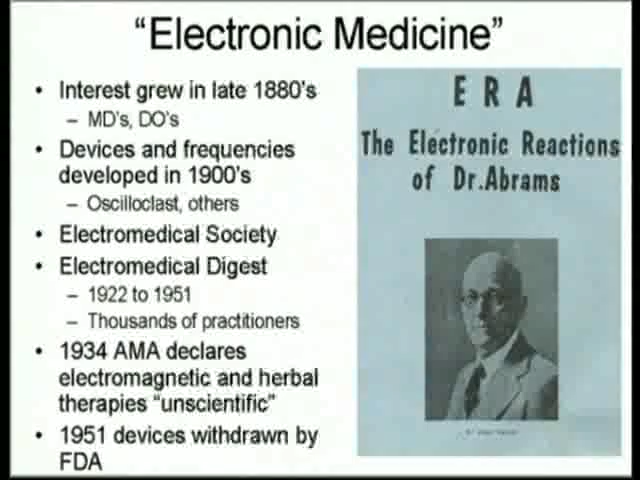 “Electronic Medicine”
• Interest grew in late 1880's
– MD's, DO's
• Devices and frequencies
developed in 1900's
– Oscilloclast, others
• Electromedical Society
• Electromedical Digest
– 1922 to 1951
– Thousands of practitioners
• 1934 AMA declares
electromagnetic and herbal
therapies “unscientific”
• 1951 devices withdrawn by
FDA
ERA
The Electronic Reactions
of Dr. Abrams